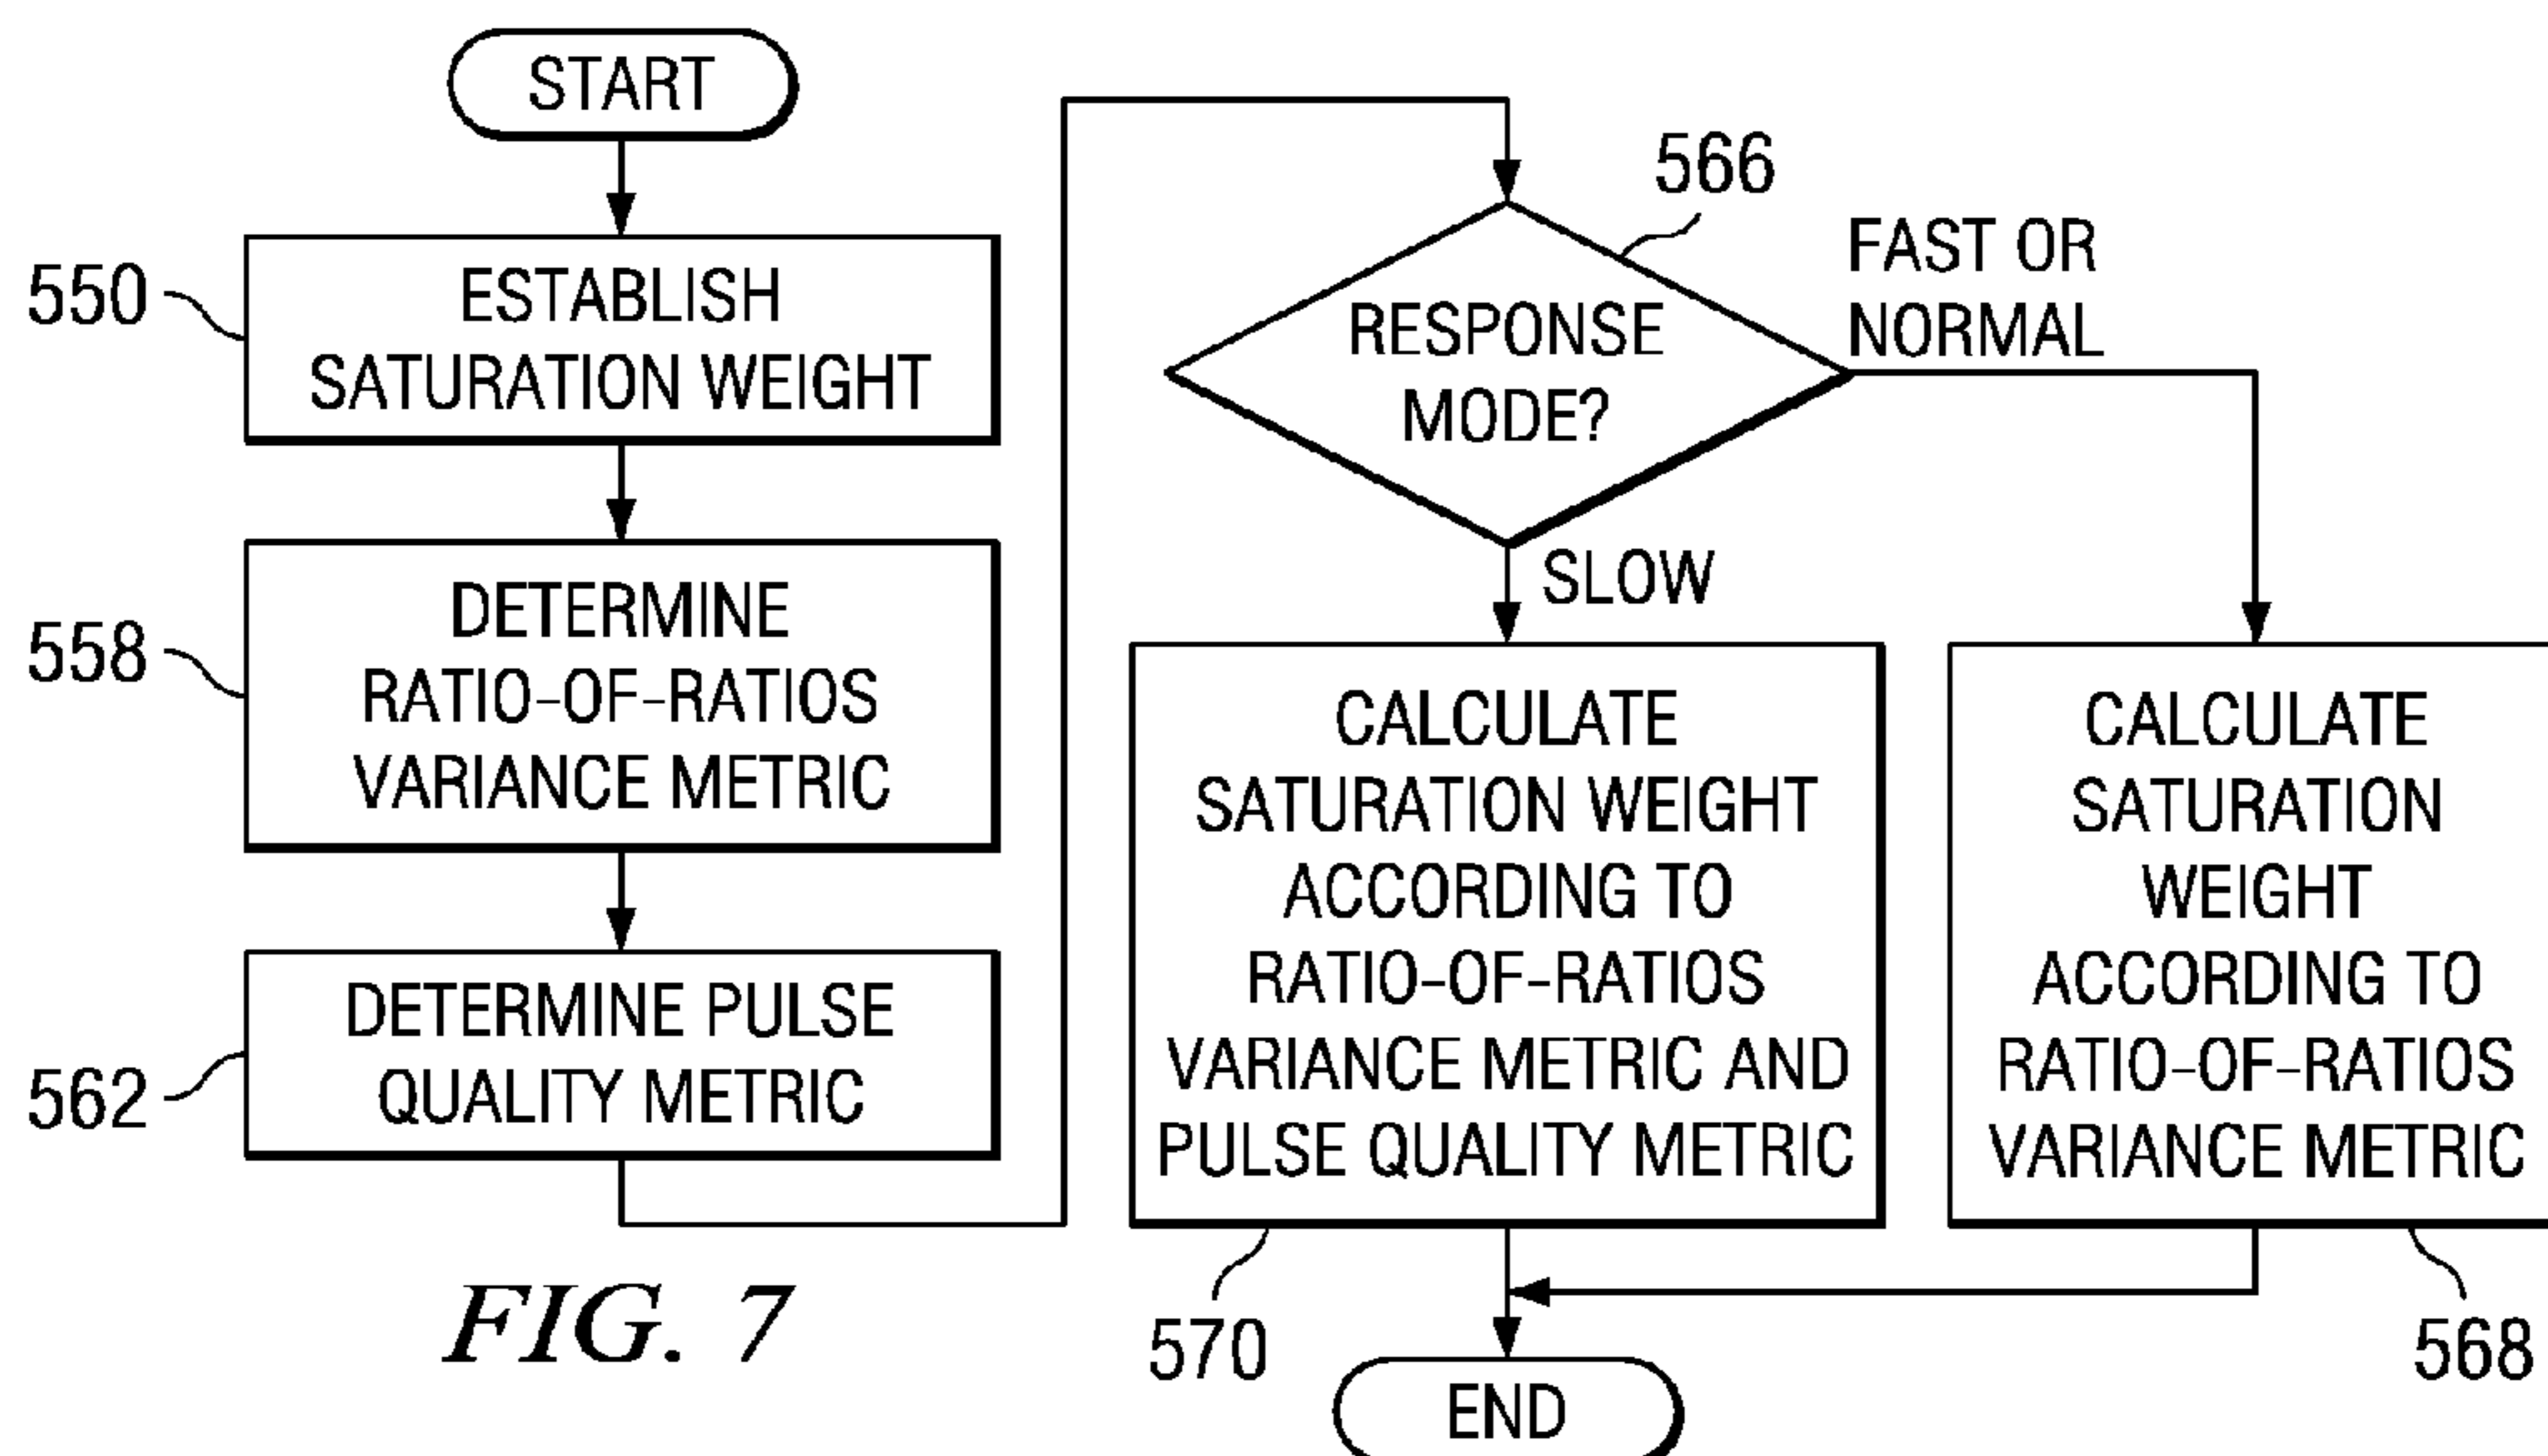 START
550
ESTABLISH
SATURATION WEIGHT
558
DETERMINE
RATIO-OF-RATIOS
VARIANCE METRIC
562
DETERMINE PULSE
QUALITY METRIC
566
RESPONSE
MODE?
FAST OR
NORMAL
SLOW
CALCULATE
SATURATION WEIGHT
ACCORDING TO
RATIO-OF-RATIOS
VARIANCE METRIC AND
PULSE QUALITY METRIC
570
CALCULATE
SATURATION
WEIGHT
ACCORDING TO
RATIO-OF-RATIOS
VARIANCE METRIC
568
END
FIG. 7